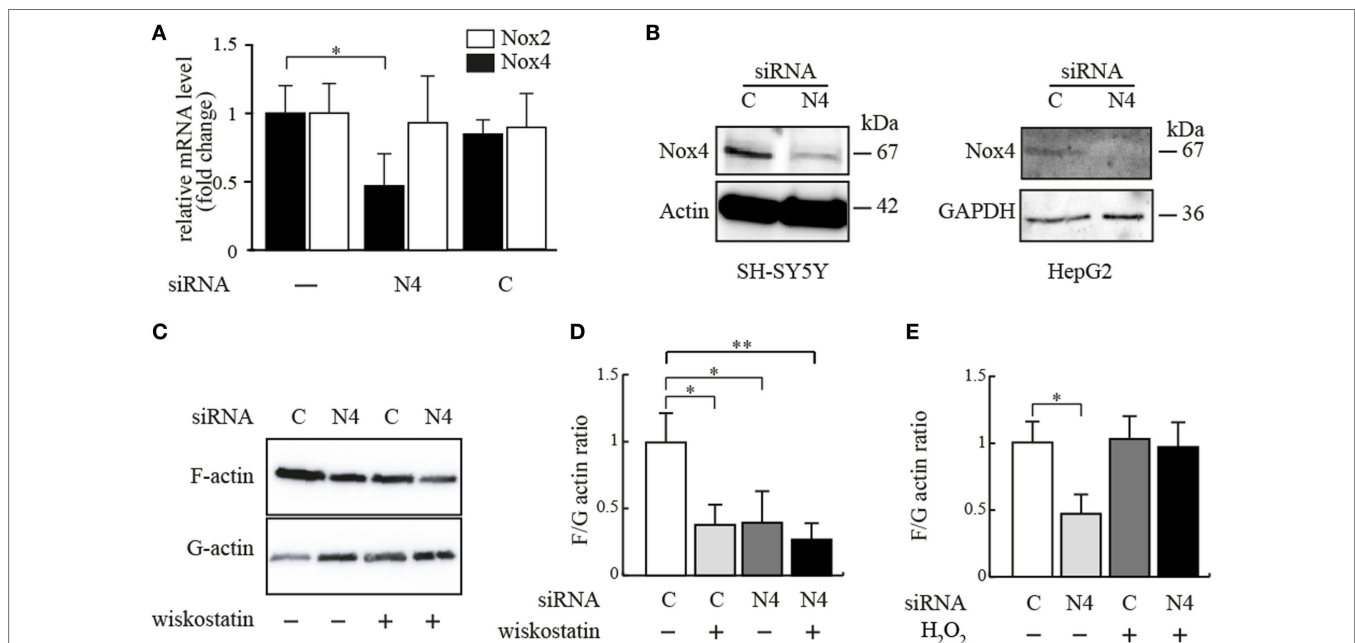 A
relative mRNA level
(fold change)
1.5
1
0.5
0
*
Nox2
Nox4
siRNA — N4 C
B
siRNA
C N4
kDa
Nox4 — 67
Actin — 42
SH-SY5Y
siRNA
C N4
kDa
Nox4 — 67
GAPDH — 36
HepG2
C
siRNA C N4 C N4
F-actin
G-actin
wiskostatin − − + +
D
F/G actin ratio
1.5
1
0.5
0
**
*
*
siRNA C C N4 N4
wiskostatin − + − +
E
F/G actin ratio
1.5
1
0.5
0
*
siRNA C N4 C N4
H₂O₂ − − + +